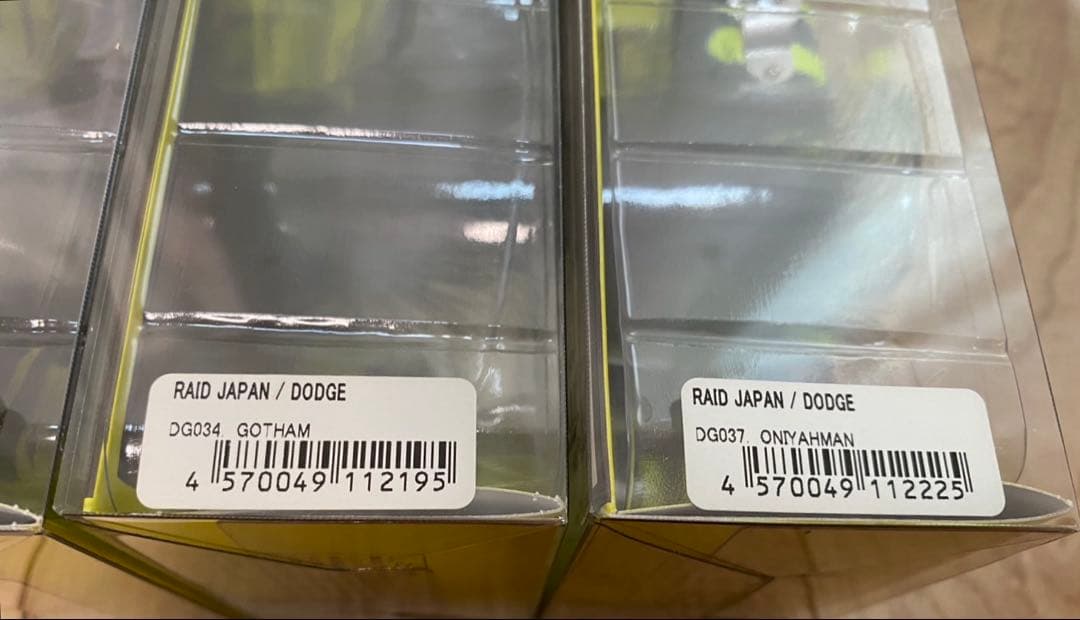 RAID JAPAN / DODGE
DG034. GOTHAM
4 570049 112195
RAID JAPAN / DODGE
DG037. ONIYAHMAN
4 570049 112225